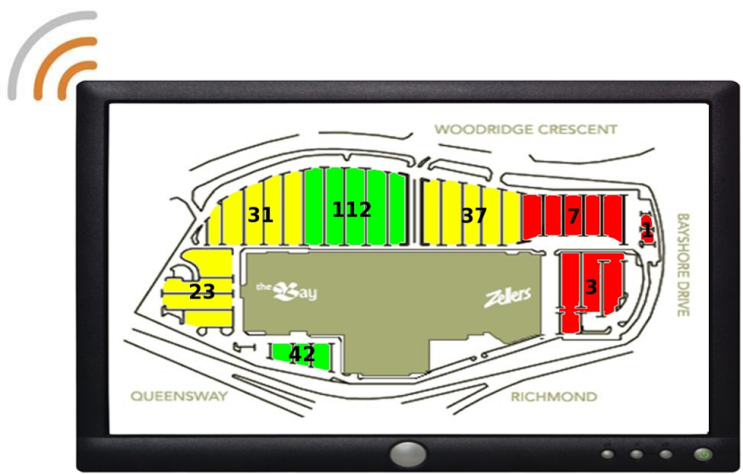 WOODRIDGE CRESCENT
31
112
37
7
1
BAYSHORE DRIVE
23
the Bay
Zellers
3
42
QUEENSWAY
RICHMOND